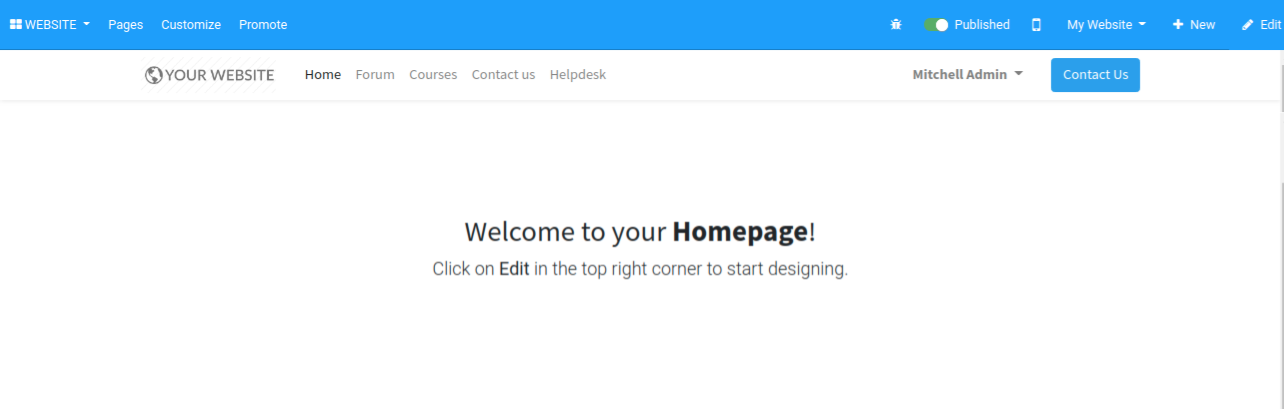 WEBSITE Pages Customize Promote Published My Website New Edit
YOUR WEBSITE Home Forum Courses Contact us Helpdesk Mitchell Admin Contact Us
Welcome to your Homepage!
Click on Edit in the top right corner to start designing.